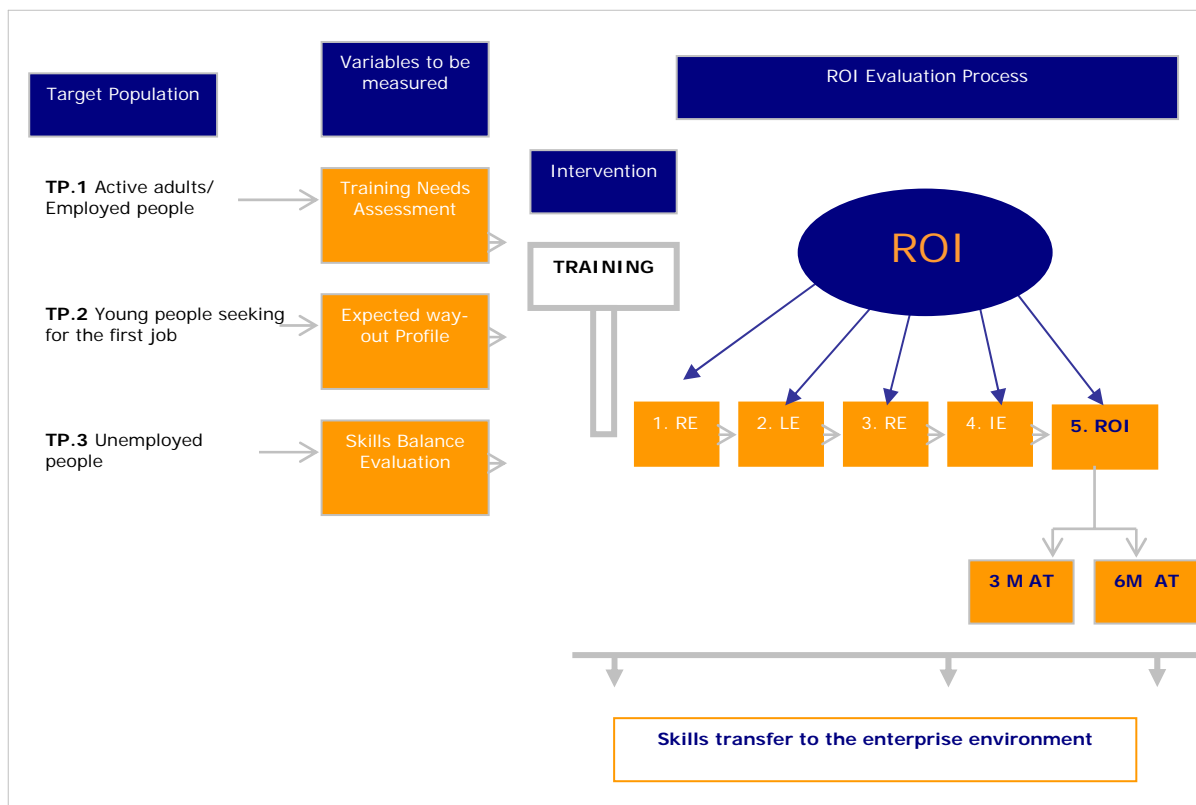 Target Population
Variables to be
measured
ROI Evaluation Process
Intervention
TP.1 Active adults/
Employed people
Training Needs
Assessment
TRAINING
ROI
TP.2 Young people seeking
for the first job
Expected way-
out Profile
TP.3 Unemployed
people
Skills Balance
Evaluation
1. RE
2. LE
3. RE
4. IE
5. ROI
3 M AT
6M AT
Skills transfer to the enterprise environment